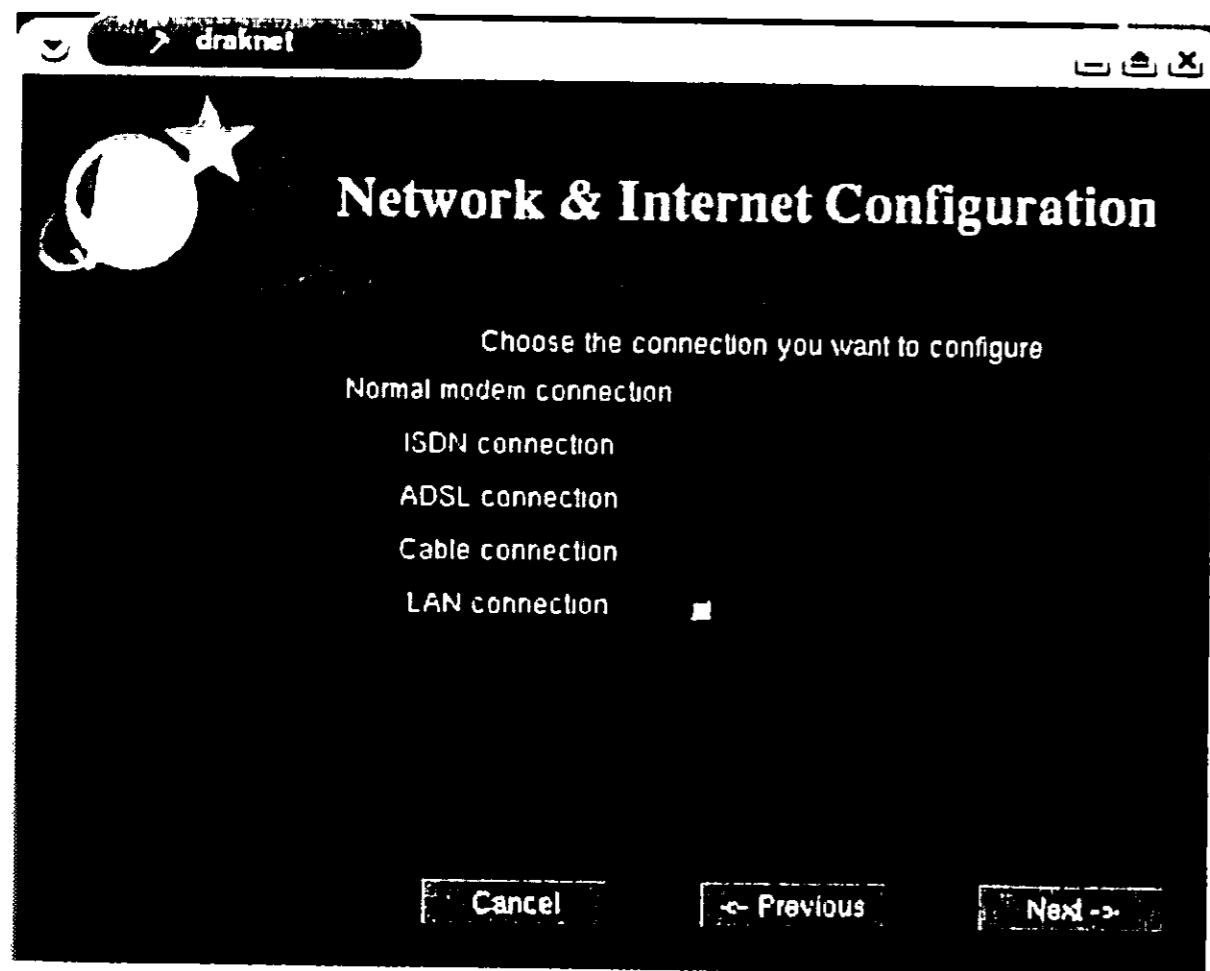 draknet
Network & Internet Configuration
Choose the connection you want to configure
Normal modem connection
ISDN connection
ADSL connection
Cable connection
LAN connection
Cancel
<- Previous
Next ->